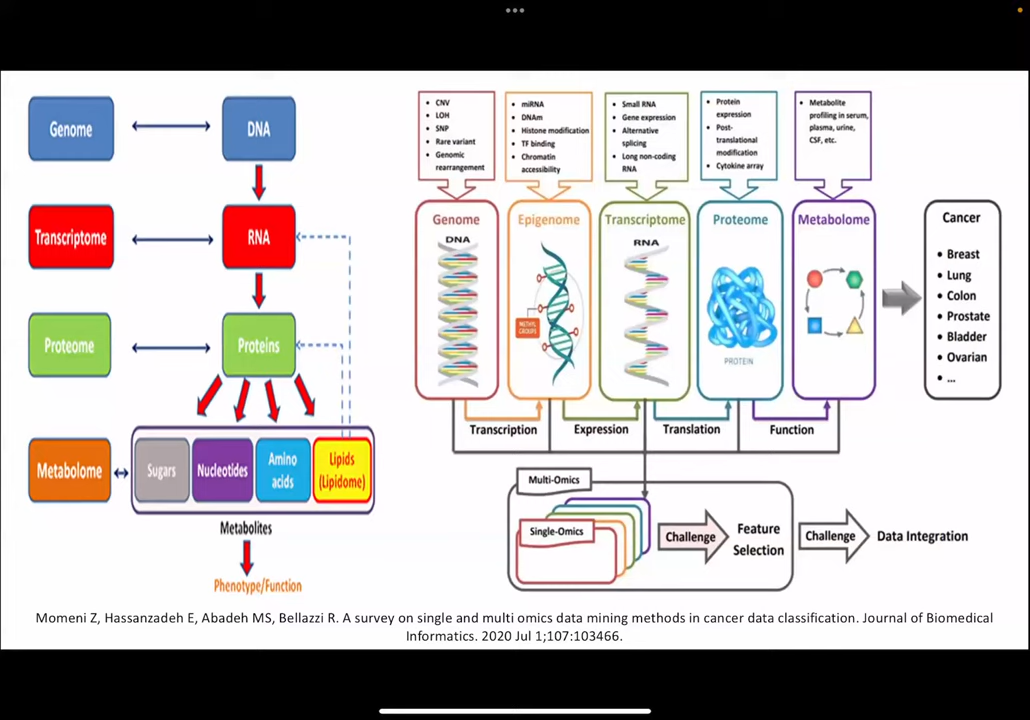 Genome
DNA
Transcriptome
RNA
Proteome
Proteins
Metabolome
Sugars
Nucleotides
Amino
acids
Lipids
(Lipidome)
Metabolites
Phenotype/Function
• CNV
• LOH
• SNP
• Rare variant
• Genomic
rearrangement
• miRNA
• DNAm
• Histone modification
• TF binding
• Chromatin
accessibility
• Small RNA
• Gene expression
• Alternative
splicing
• Long non-coding
RNA
• Protein
expression
• Post-
translational
modification
• Cytokine array
• Metabolite
profiling in serum,
plasma, urine,
CSF, etc.
Genome
DNA
Epigenome
METHYL
GROUPS
Transcriptome
RNA
Proteome
PROTEIN
Metabolome
Cancer
• Breast
• Lung
• Colon
• Prostate
• Bladder
• Ovarian
• ...
Transcription
Expression
Translation
Function
Multi-Omics
Single-Omics
Challenge
Feature
Selection
Challenge
Data Integration
Momeni Z, Hassanzadeh E, Abadeh MS, Bellazzi R. A survey on single and multi omics data mining methods in cancer data classification. Journal of Biomedical
Informatics. 2020 Jul 1;107:103466.